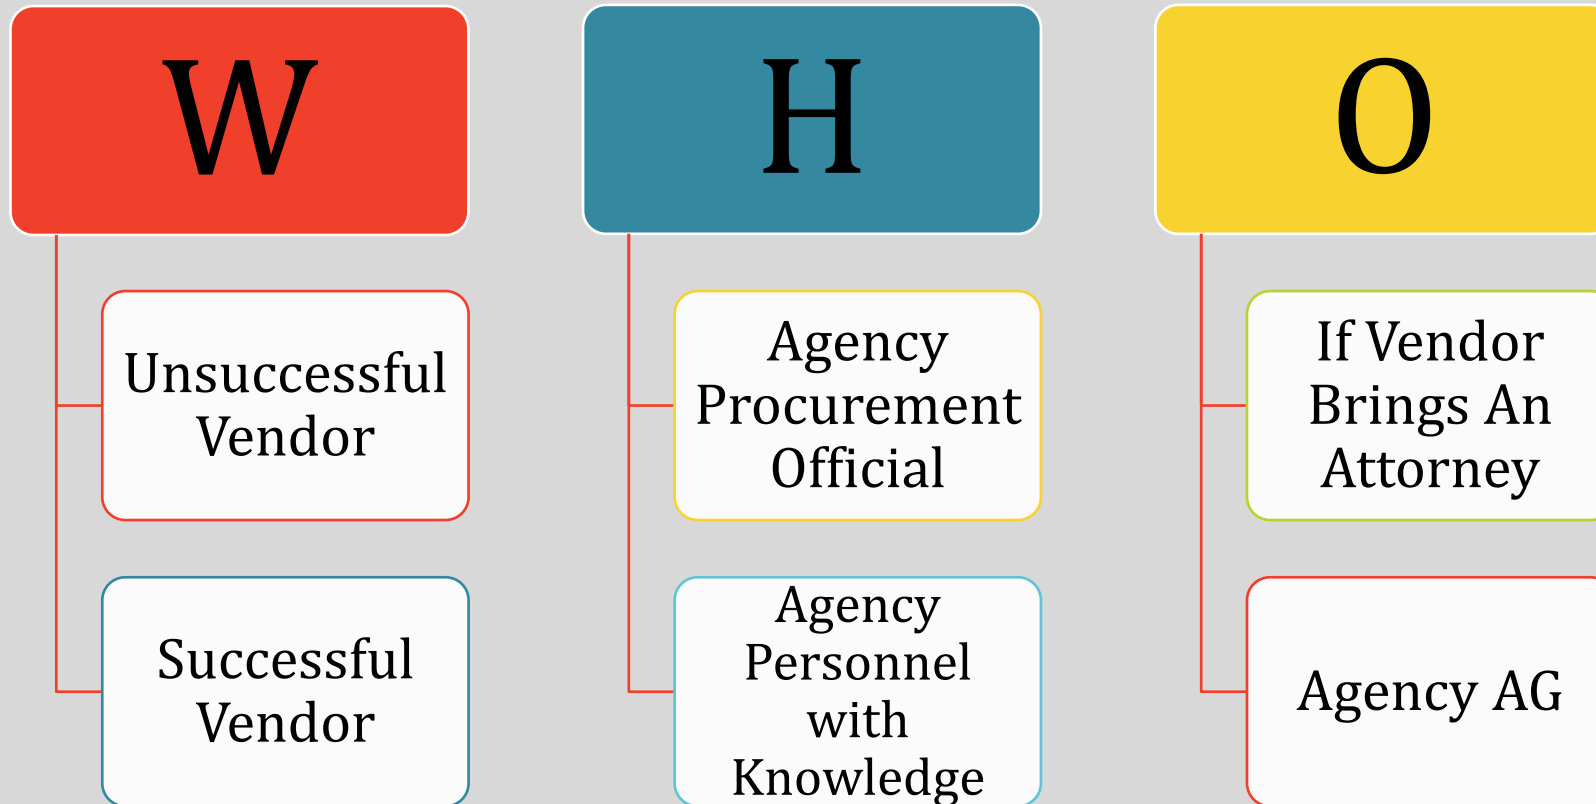 W
Unsuccessful
Vendor
Successful
Vendor
H
Agency
Procurement
Official
Agency
Personnel
with
Knowledge
O
If Vendor
Brings An
Attorney
Agency AG